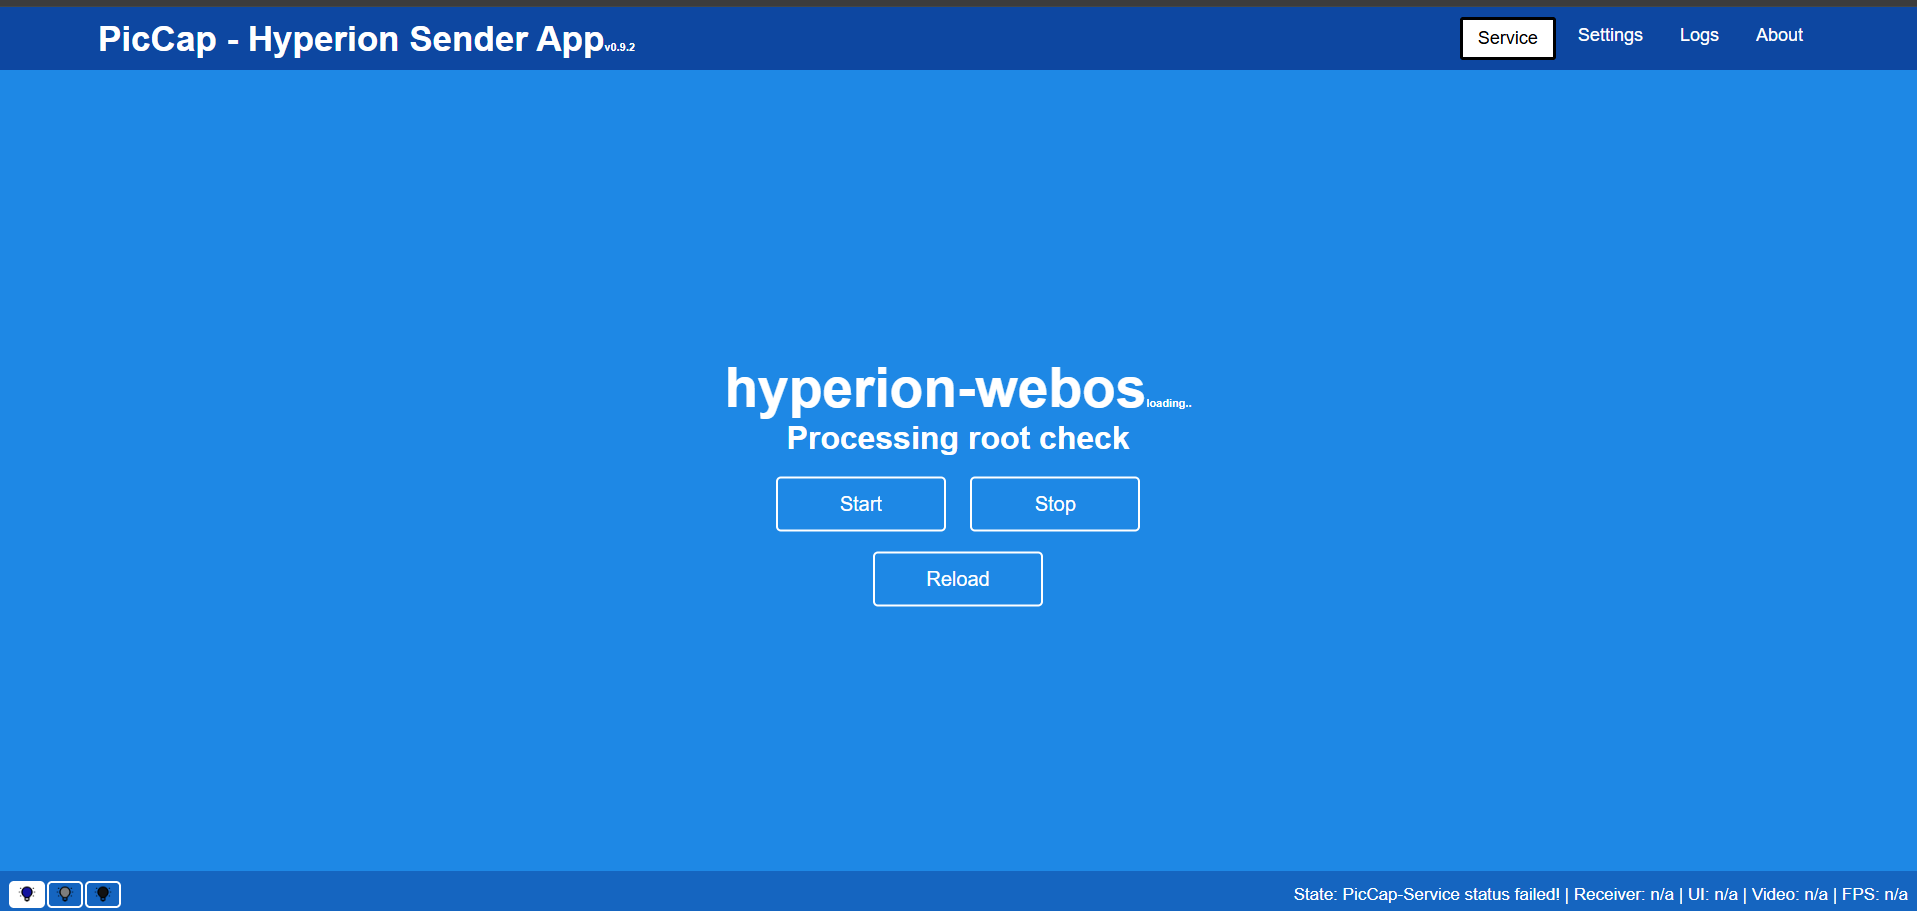 PicCap - Hyperion Sender Appv0.9.2
Service Settings Logs About
hyperion-webosloading..
Processing root check
Start Stop
Reload
State: PicCap-Service status failed! | Receiver: n/a | UI: n/a | Video: n/a | FPS: n/a